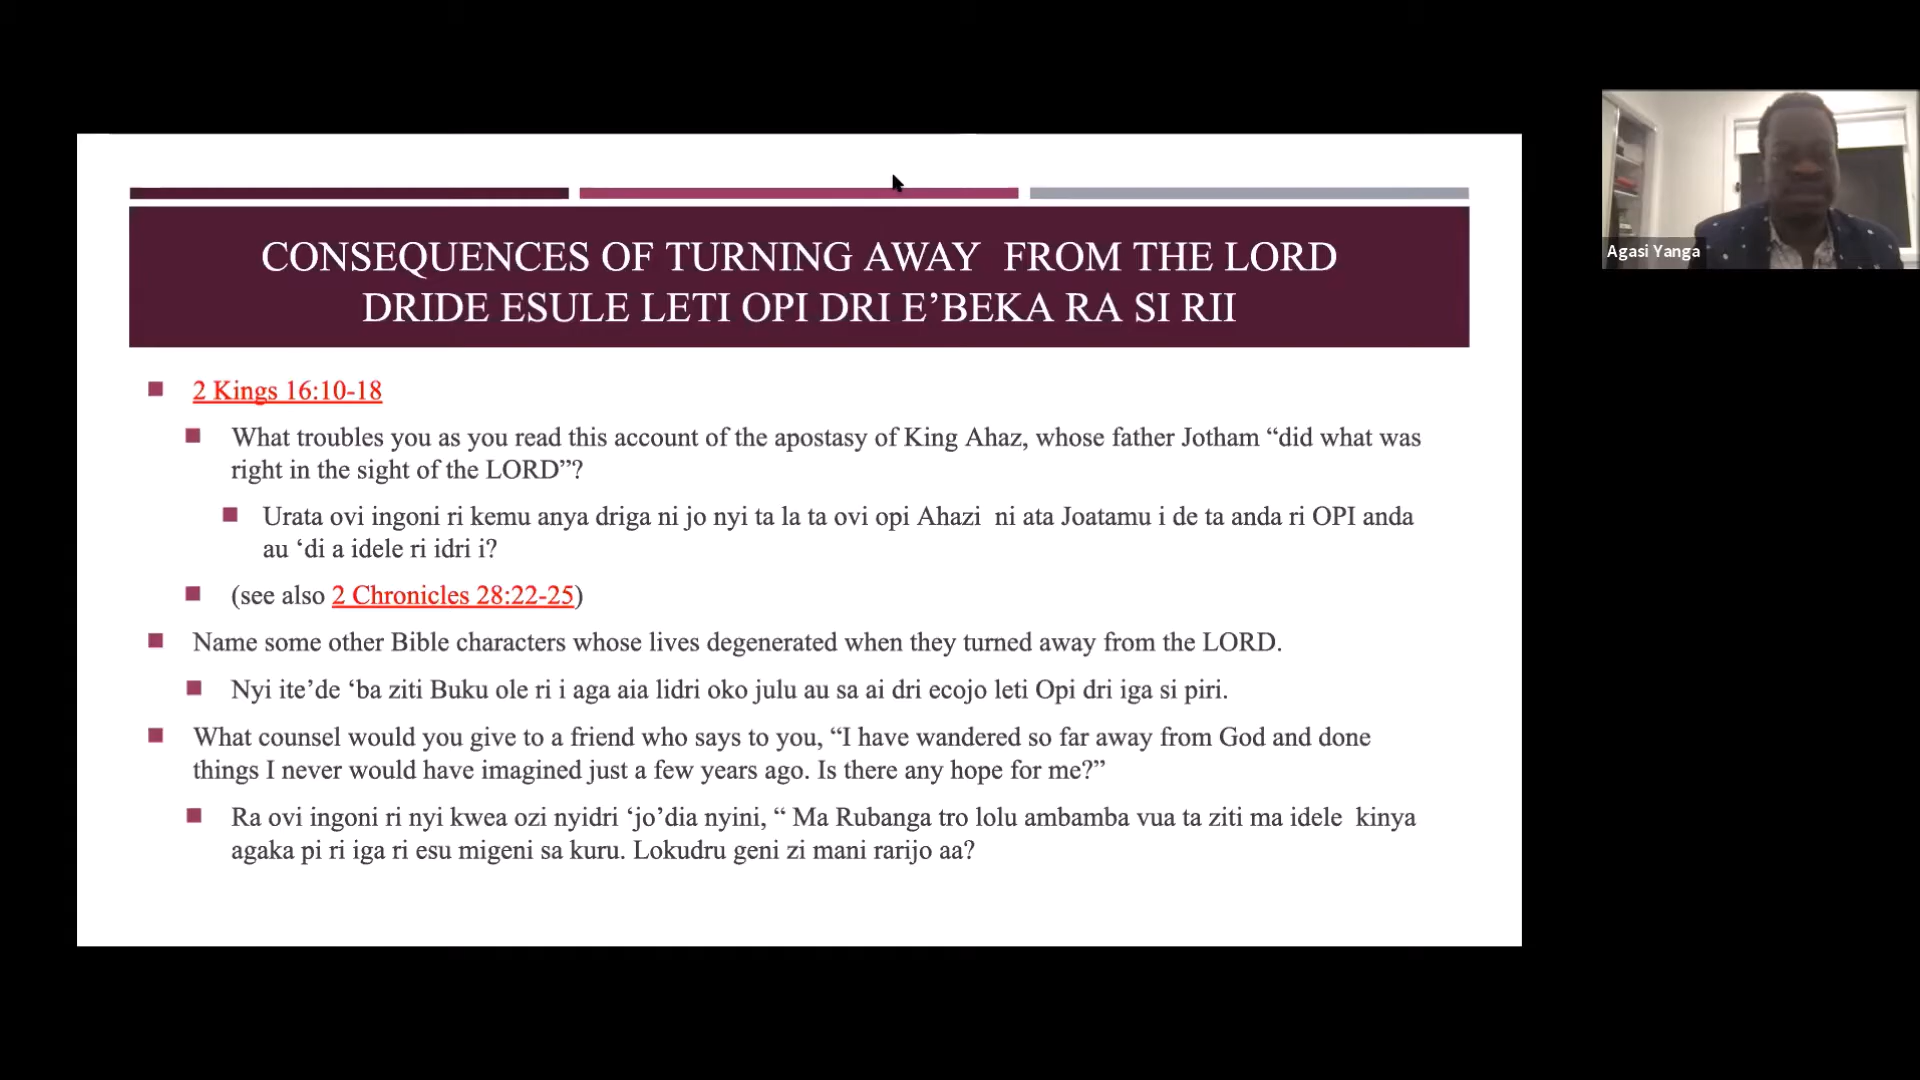 CONSEQUENCES OF TURNING AWAY FROM THE LORD
DRIDE ESULE LETI OPI DRI E’BEKA RA SI RII
2 Kings 16:10-18
What troubles you as you read this account of the apostasy of King Ahaz, whose father Jotham “did what was
right in the sight of the LORD”?
Urata ovi ingoni ri kemu anya driga ni jo nyi ta la ta ovi opi Ahazi ni ata Joatamu i de ta anda ri OPI anda
au ‘di a idele ri idri i?
(see also 2 Chronicles 28:22-25)
Name some other Bible characters whose lives degenerated when they turned away from the LORD.
Nyi ite’de ‘ba ziti Buku ole ri i aga aia lidri oko julu au sa ai dri ecojo leti Opi dri iga si piri.
What counsel would you give to a friend who says to you, “I have wandered so far away from God and done
things I never would have imagined just a few years ago. Is there any hope for me?”
Ra ovi ingoni ri nyi kwea ozi nyidri ‘jo’dia nyini, “ Ma Rubanga tro lolu ambamba vua ta ziti ma idele kinya
agaka pi ri iga ri esu migeni sa kuru. Lokudru geni zi mani rarijo aa?
Agasi Yanga